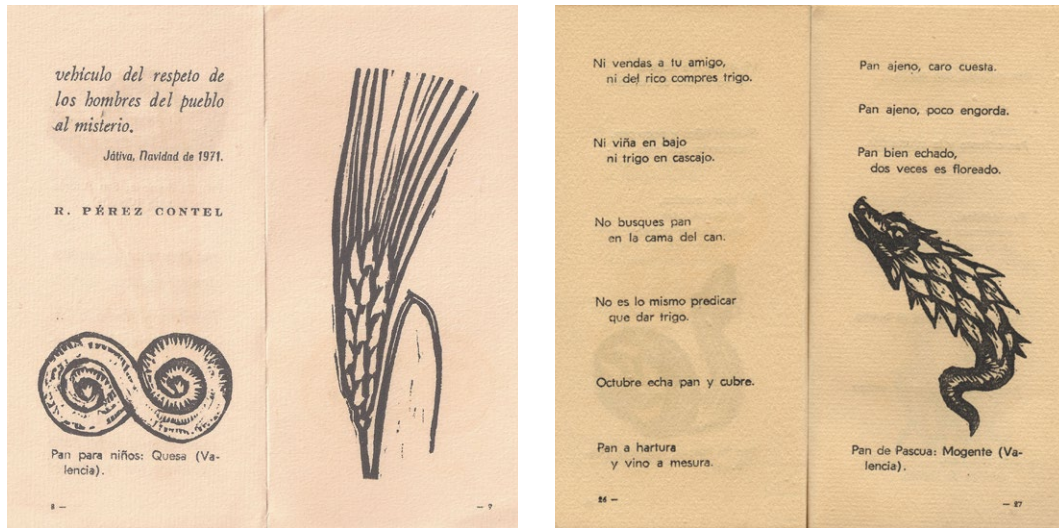 vehículo del respeto de
los hombres del pueblo
al misterio.
Játiva, Navidad de 1971.
R. PÉREZ CONTEL
Pan para niños: Quesa (Va-
lencia).
8 —
— 9
Ni vendas a tu amigo,
ni del rico compres trigo.
Ni viña en bajo
ni trigo en cascajo.
No busques pan
en la cama del can.
No es lo mismo predicar
que dar trigo.
Octubre echa pan y cubre.
Pan a hartura
y vino a mesura.
26 —
Pan ajeno, caro cuesta.
Pan ajeno, poco engorda.
Pan bien echado,
dos veces es floreado.
Pan de Pascua: Mogente (Va-
lencia).
— 27